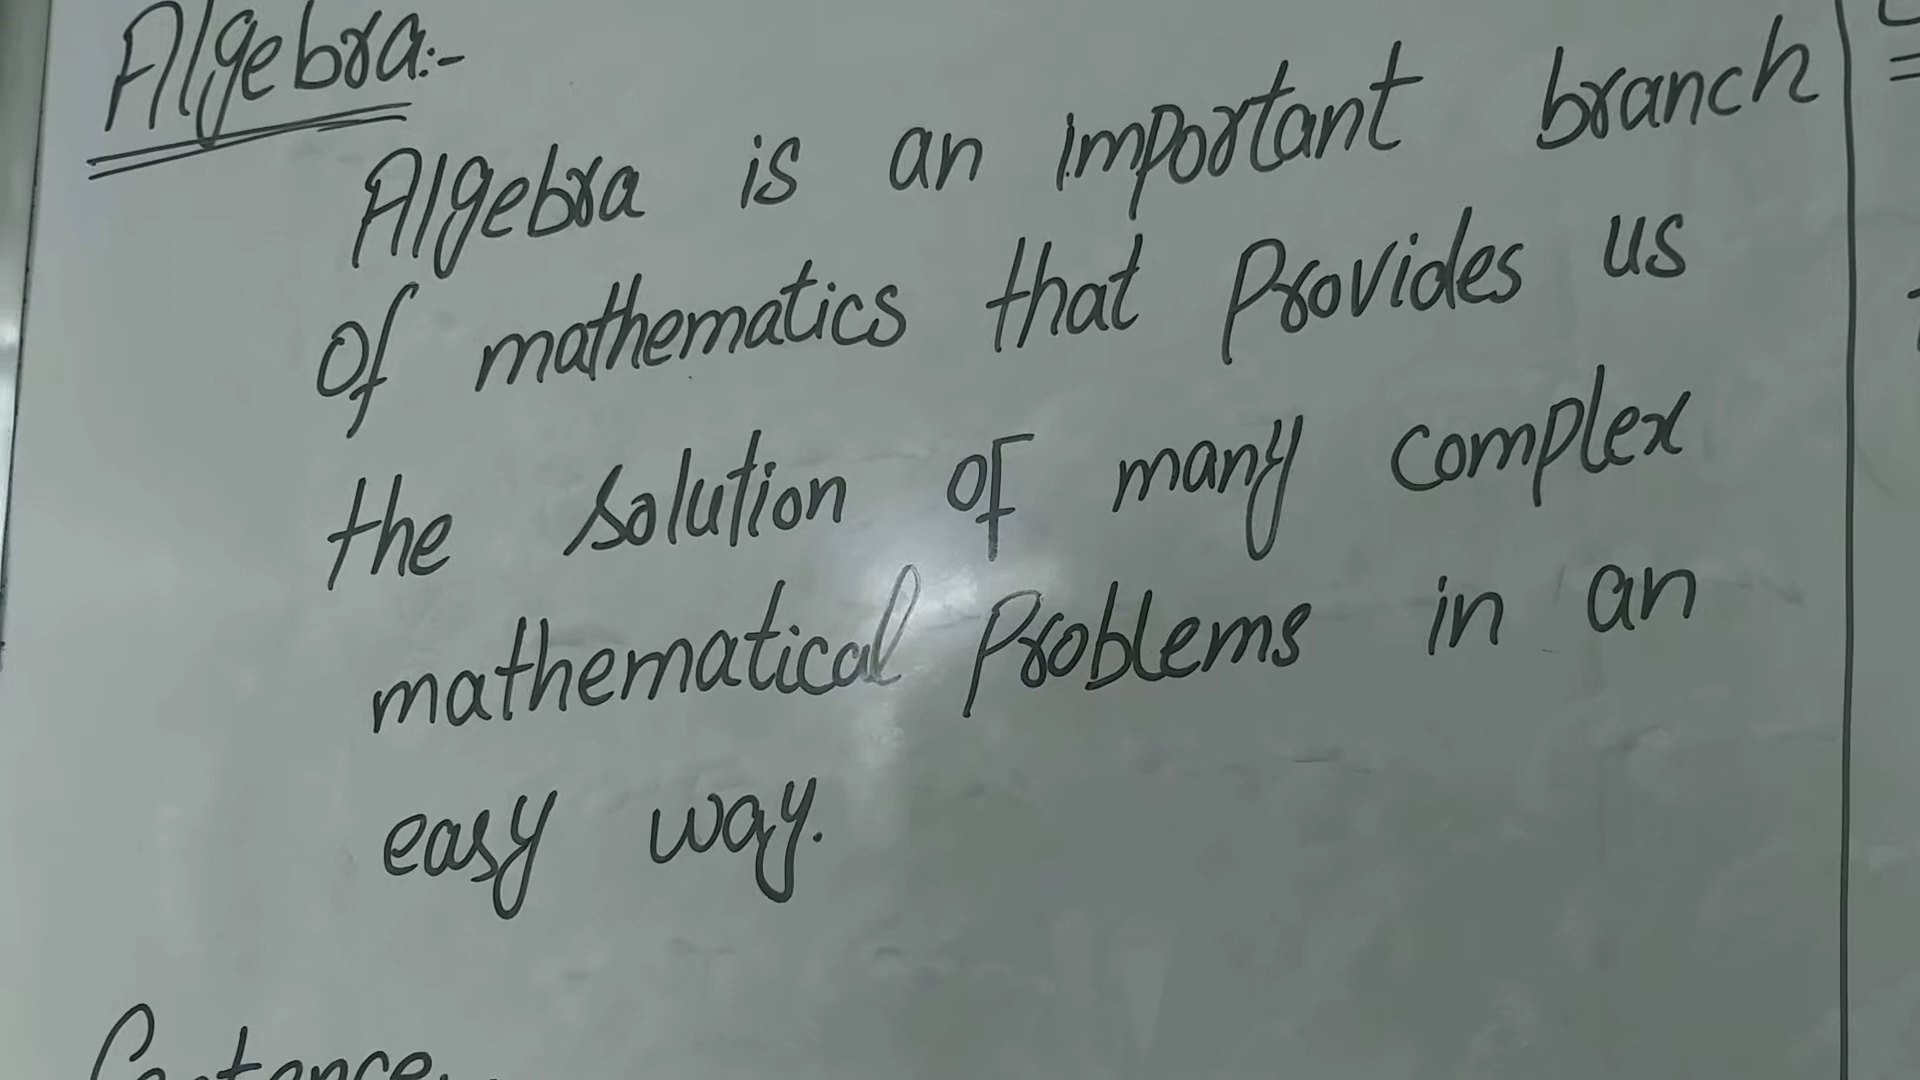 Algebra:-
Algebra is an important branch
of mathematics that Provides us
the solution of many complex
mathematical Problems in an
easy way.